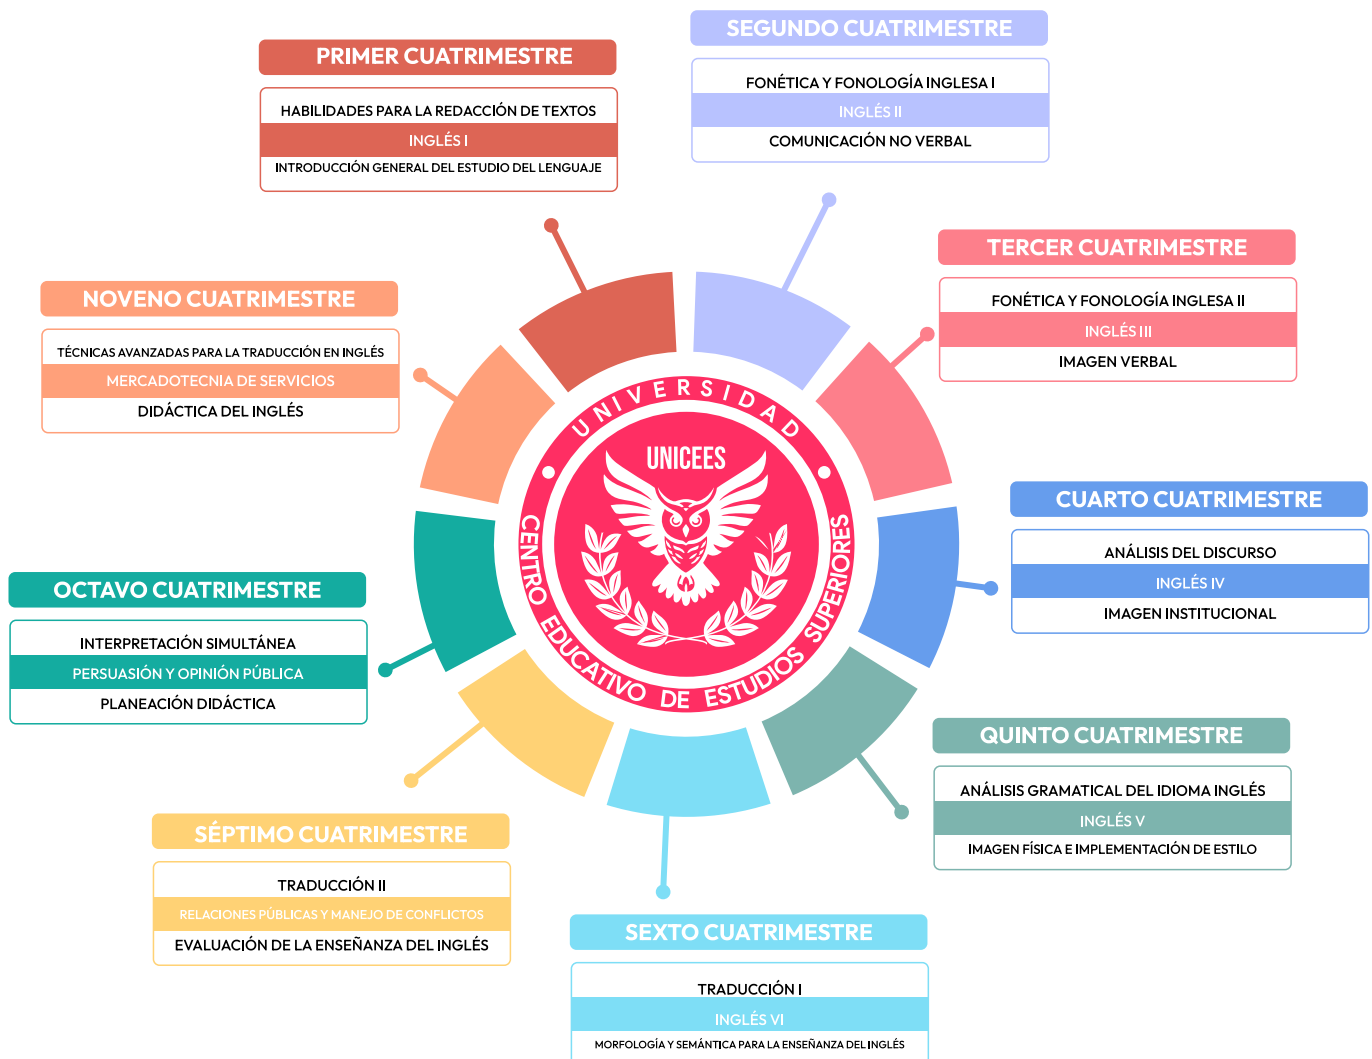 PRIMER CUATRIMESTRE
HABILIDADES PARA LA REDACCIÓN DE TEXTOS
INGLÉS I
INTRODUCCIÓN GENERAL DEL ESTUDIO DEL LENGUAJE
SEGUNDO CUATRIMESTRE
FONÉTICA Y FONOLOGÍA INGLESA I
INGLÉS II
COMUNICACIÓN NO VERBAL
TERCER CUATRIMESTRE
FONÉTICA Y FONOLOGÍA INGLESA II
INGLÉS III
IMAGEN VERBAL
CUARTO CUATRIMESTRE
ANÁLISIS DEL DISCURSO
INGLÉS IV
IMAGEN INSTITUCIONAL
QUINTO CUATRIMESTRE
ANÁLISIS GRAMATICAL DEL IDIOMA INGLÉS
INGLÉS V
IMAGEN FÍSICA E IMPLEMENTACIÓN DE ESTILO
SEXTO CUATRIMESTRE
TRADUCCIÓN I
INGLÉS VI
MORFOLOGÍA Y SEMÁNTICA PARA LA ENSEÑANZA DEL INGLÉS
SÉPTIMO CUATRIMESTRE
TRADUCCIÓN II
RELACIONES PÚBLICAS Y MANEJO DE CONFLICTOS
EVALUACIÓN DE LA ENSEÑANZA DEL INGLÉS
OCTAVO CUATRIMESTRE
INTERPRETACIÓN SIMULTÁNEA
PERSUASIÓN Y OPINIÓN PÚBLICA
PLANEACIÓN DIDÁCTICA
NOVENO CUATRIMESTRE
TÉCNICAS AVANZADAS PARA LA TRADUCCIÓN EN INGLÉS
MERCADOTECNIA DE SERVICIOS
DIDÁCTICA DEL INGLÉS
UNIVERSIDAD
UNICEES
CENTRO EDUCATIVO DE ESTUDIOS SUPERIORES